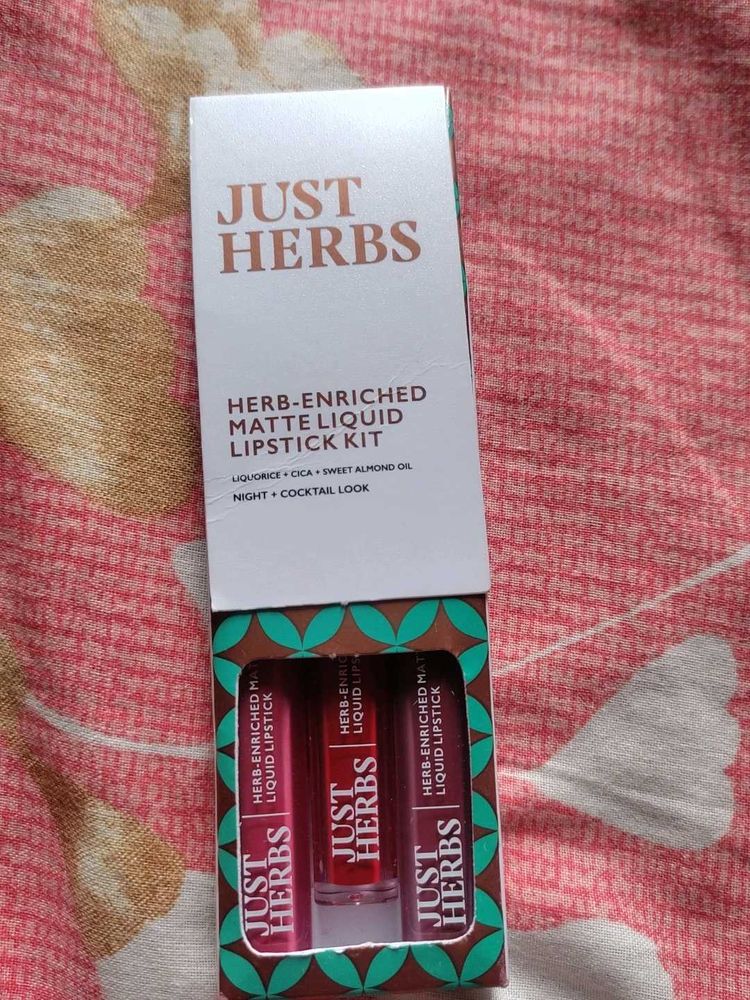 JUST
HERBS
HERB-ENRICHED
MATTE LIQUID
LIPSTICK KIT
LIQUORICE + CICA + SWEET ALMOND OIL
NIGHT + COCKTAIL LOOK
JUST
HERBS
HERB-ENRICHED MAT
LIQUID LIPSTICK
JUST
HERBS
HERB-ENRIC
LIQUID LIPS
JUST
HERBS
HERB-ENRICHED MAT
LIQUID LIPSTICK